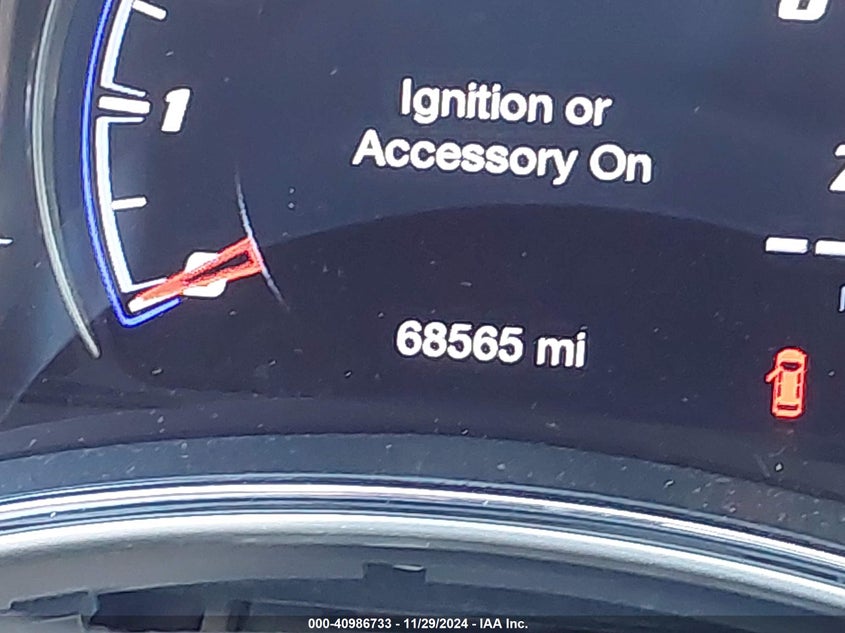 1
Ignition or
Accessory On
68565 mi
000-40986733 - 11/29/2024 - IAA Inc.